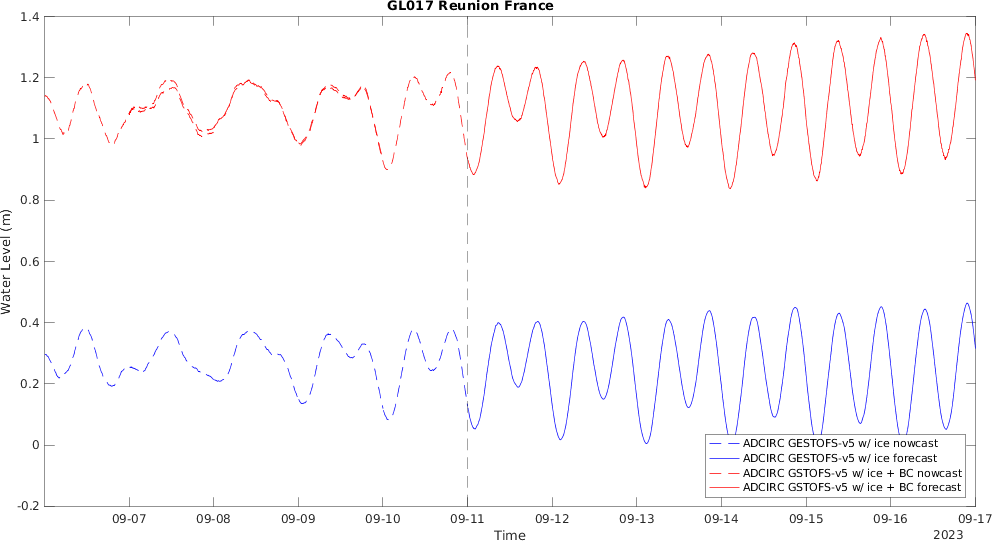 GL017 Reunion France
Water Level (m)
1.4
1.2
1
0.8
0.6
0.4
0.2
0
-0.2
ADCIRC GESTOFS-v5 w/ ice nowcast
ADCIRC GESTOFS-v5 w/ ice forecast
ADCIRC GSTOFS-v5 w/ ice + BC nowcast
ADCIRC GSTOFS-v5 w/ ice + BC forecast
09-07 09-08 09-09 09-10 09-11 09-12 09-13 09-14 09-15 09-16 09-17
Time
2023